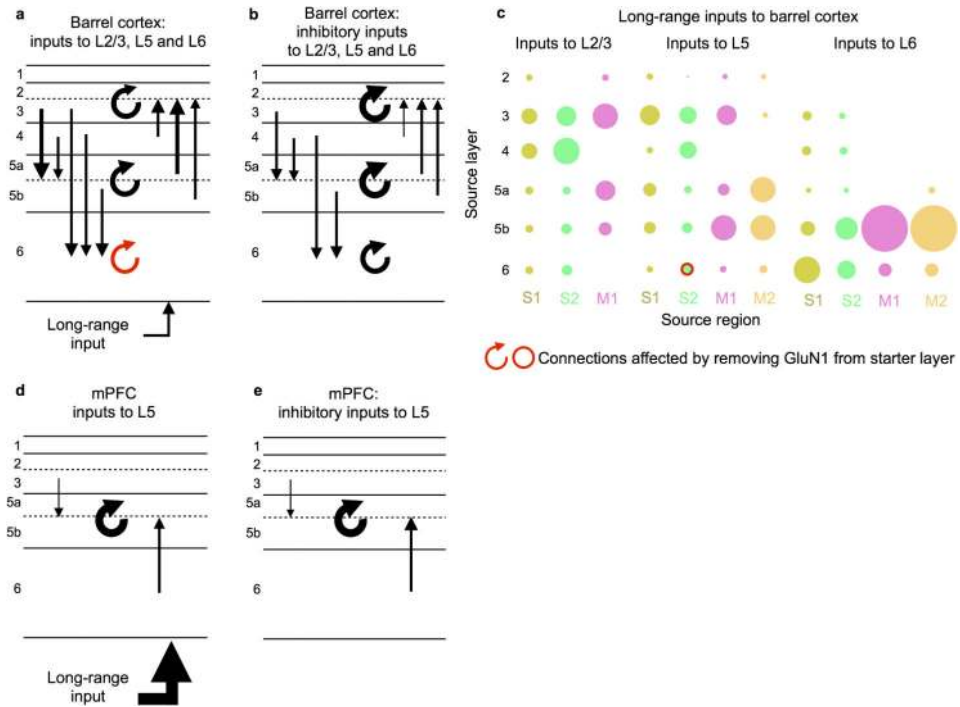 a
Barrel cortex:
inputs to L2/3, L5 and L6
1
2
3
4
5a
5b
6
Long-range
input
b
Barrel cortex:
inhibitory inputs
to L2/3, L5 and L6
1
2
3
4
5a
5b
6
c
Long-range inputs to barrel cortex
Inputs to L2/3
Inputs to L5
Inputs to L6
Source layer
2
3
4
5a
5b
6
S1 S2 M1 S1 S2 M1 M2 S1 S2 M1 M2
Source region
Connections affected by removing GluN1 from starter layer
d
mPFC
inputs to L5
1
2
3
5a
5b
6
Long-range
input
e
mPFC:
inhibitory inputs to L5
1
2
3
5a
5b
6